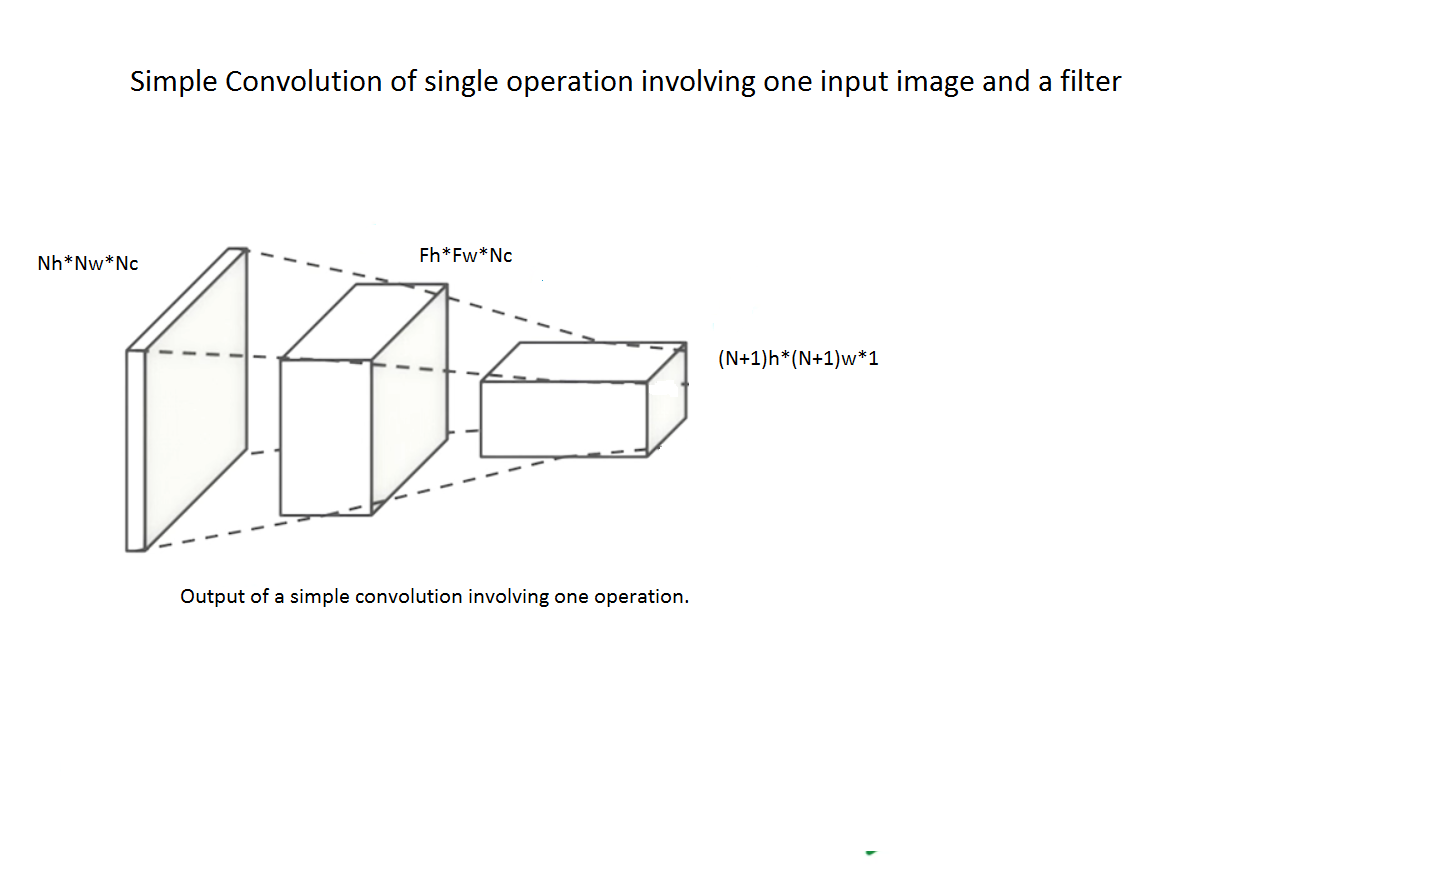 Simple Convolution of single operation involving one input image and a filter
Nh*Nw*Nc
Fh*Fw*Nc
(N+1)h*(N+1)w*1
Output of a simple convolution involving one operation.